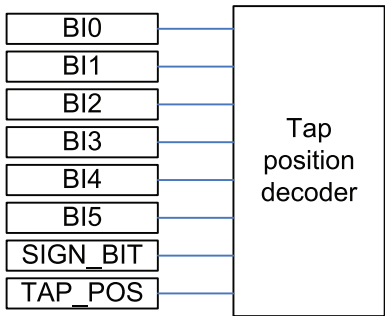 BI0
BI1
BI2
BI3
BI4
BI5
SIGN_BIT
TAP_POS
Tap
position
decoder